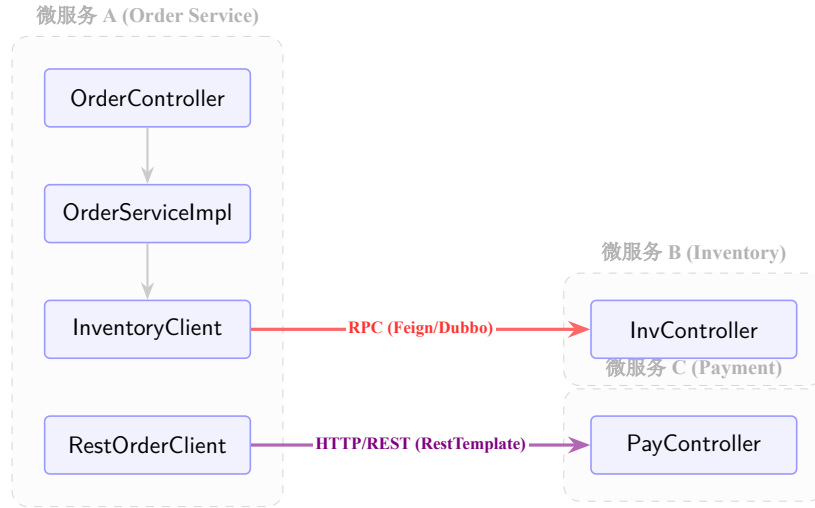 微服务 A (Order Service)
OrderController
OrderServiceImpl
微服务 B (Inventory)
InventoryClient
RPC (Feign/Dubbo)
InvController
微服务 C (Payment)
RestOrderClient
HTTP/REST (RestTemplate)
PayController